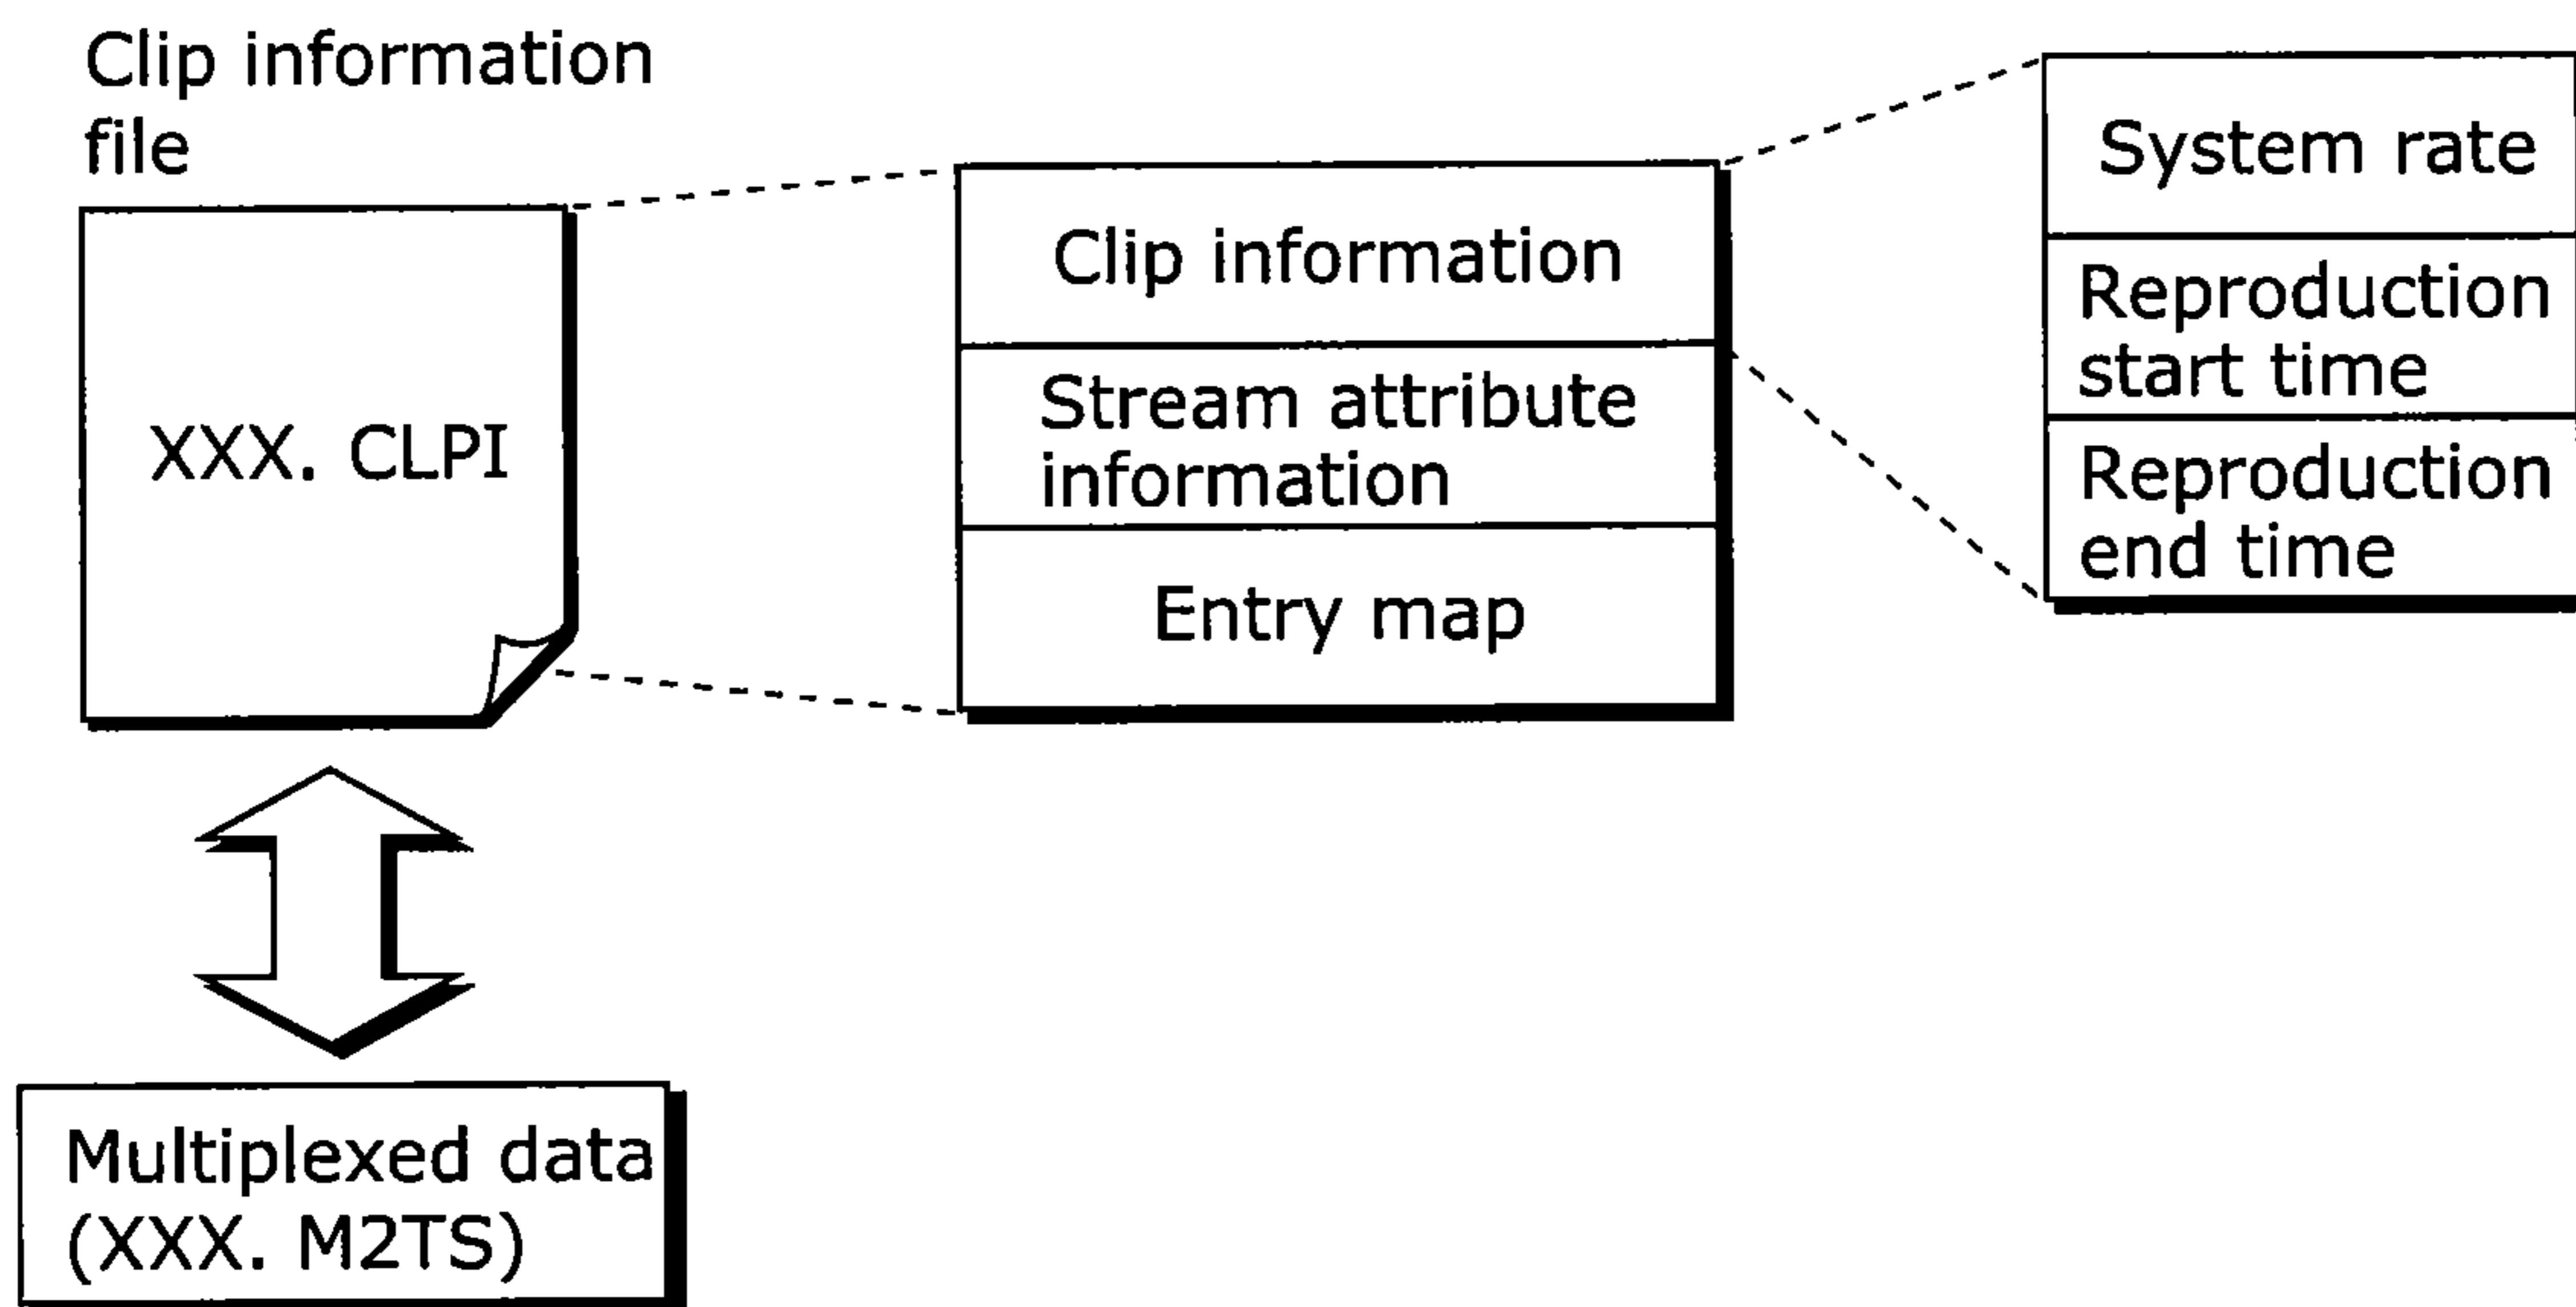 Clip information
file
XXX. CLPI
Clip information
Stream attribute
information
Entry map
System rate
Reproduction
start time
Reproduction
end time
Multiplexed data
(XXX. M2TS)